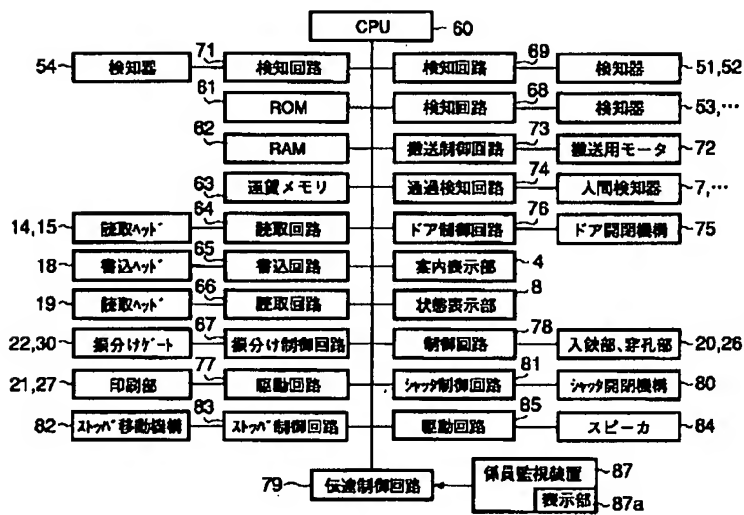 CPU 60
54 検知器 71 検知回路 検知回路 69 検知器 51,52
61 ROM 検知回路 68 検知器 53,…
62 RAM 搬送制御回路 73 搬送用モータ 72
63 運賃メモリ 通過検知回路 74 人間検知器 7,…
14,15 読取ヘッド 64 読取回路 ドア制御回路 76 ドア開閉機構 75
18 書込ヘッド 65 書込回路 案内表示部 4
19 読取ヘッド 66 読取回路 状態表示部 8
22,30 振分けゲート 67 振分け制御回路 制御回路 78 入鋏部、穿孔部 20,26
21,27 印刷部 77 駆動回路 シャッタ制御回路 81 シャッタ開閉機構 80
82 ストッパ移動機構 83 ストッパ制御回路 駆動回路 85 スピーカ 84
79 伝達制御回路 係員監視装置 87
表示部 87a